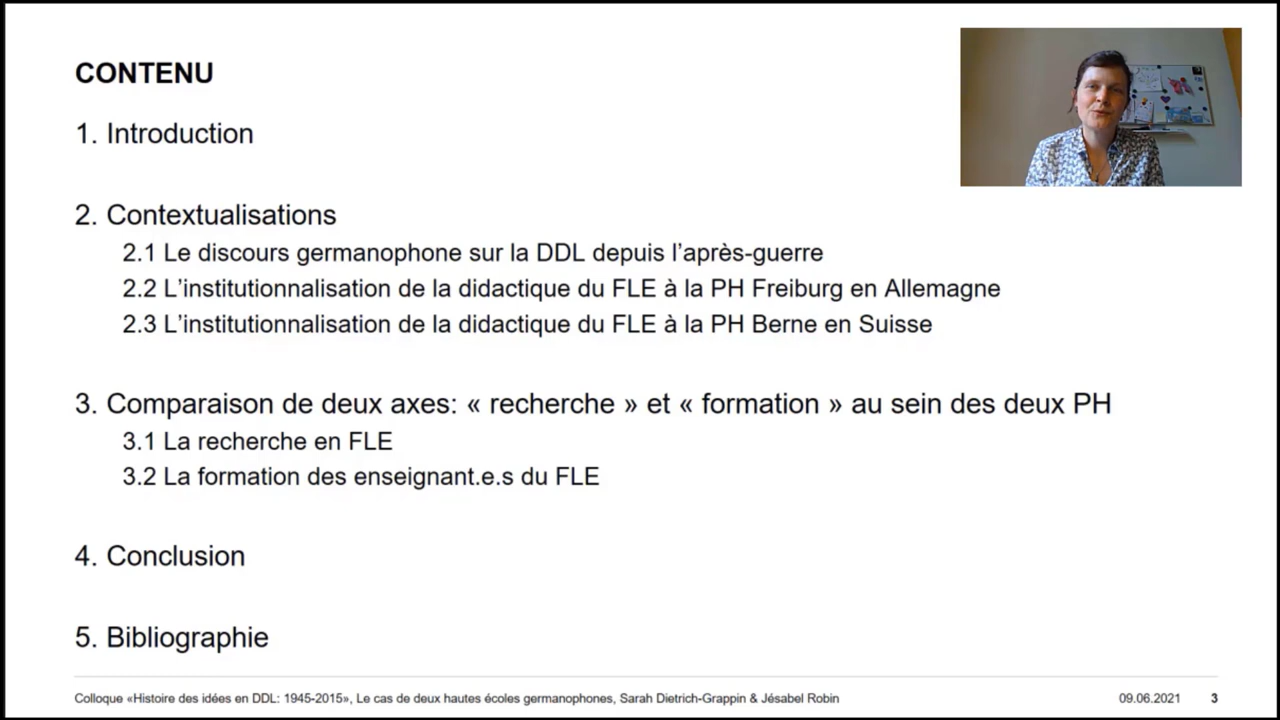 CONTENU
1. Introduction
2. Contextualisations
2.1 Le discours germanophone sur la DDL depuis l’après-guerre
2.2 L’institutionnalisation de la didactique du FLE à la PH Freiburg en Allemagne
2.3 L’institutionnalisation de la didactique du FLE à la PH Berne en Suisse
3. Comparaison de deux axes: « recherche » et « formation » au sein des deux PH
3.1 La recherche en FLE
3.2 La formation des enseignant.e.s du FLE
4. Conclusion
5. Bibliographie
Colloque «Histoire des idées en DDL: 1945-2015», Le cas de deux hautes écoles germanophones, Sarah Dietrich-Grappin & Jésabel Robin
09.06.2021 3